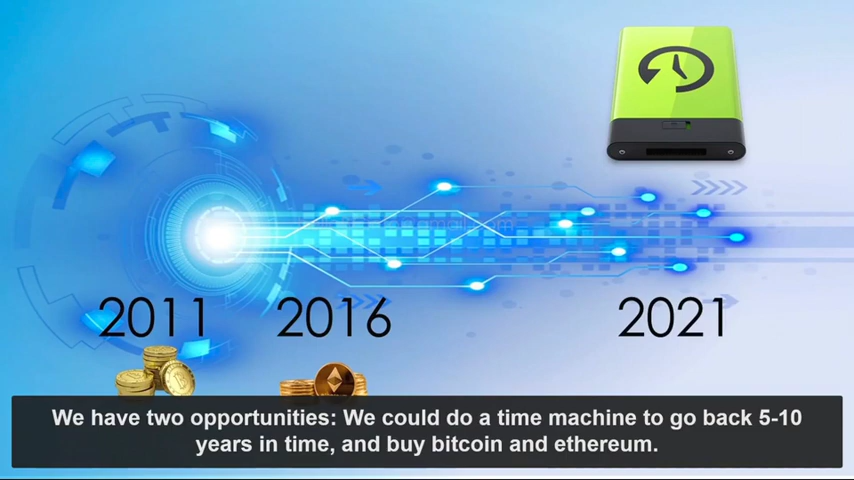 2011 2016 2021
We have two opportunities: We could do a time machine to go back 5-10
years in time, and buy bitcoin and ethereum.